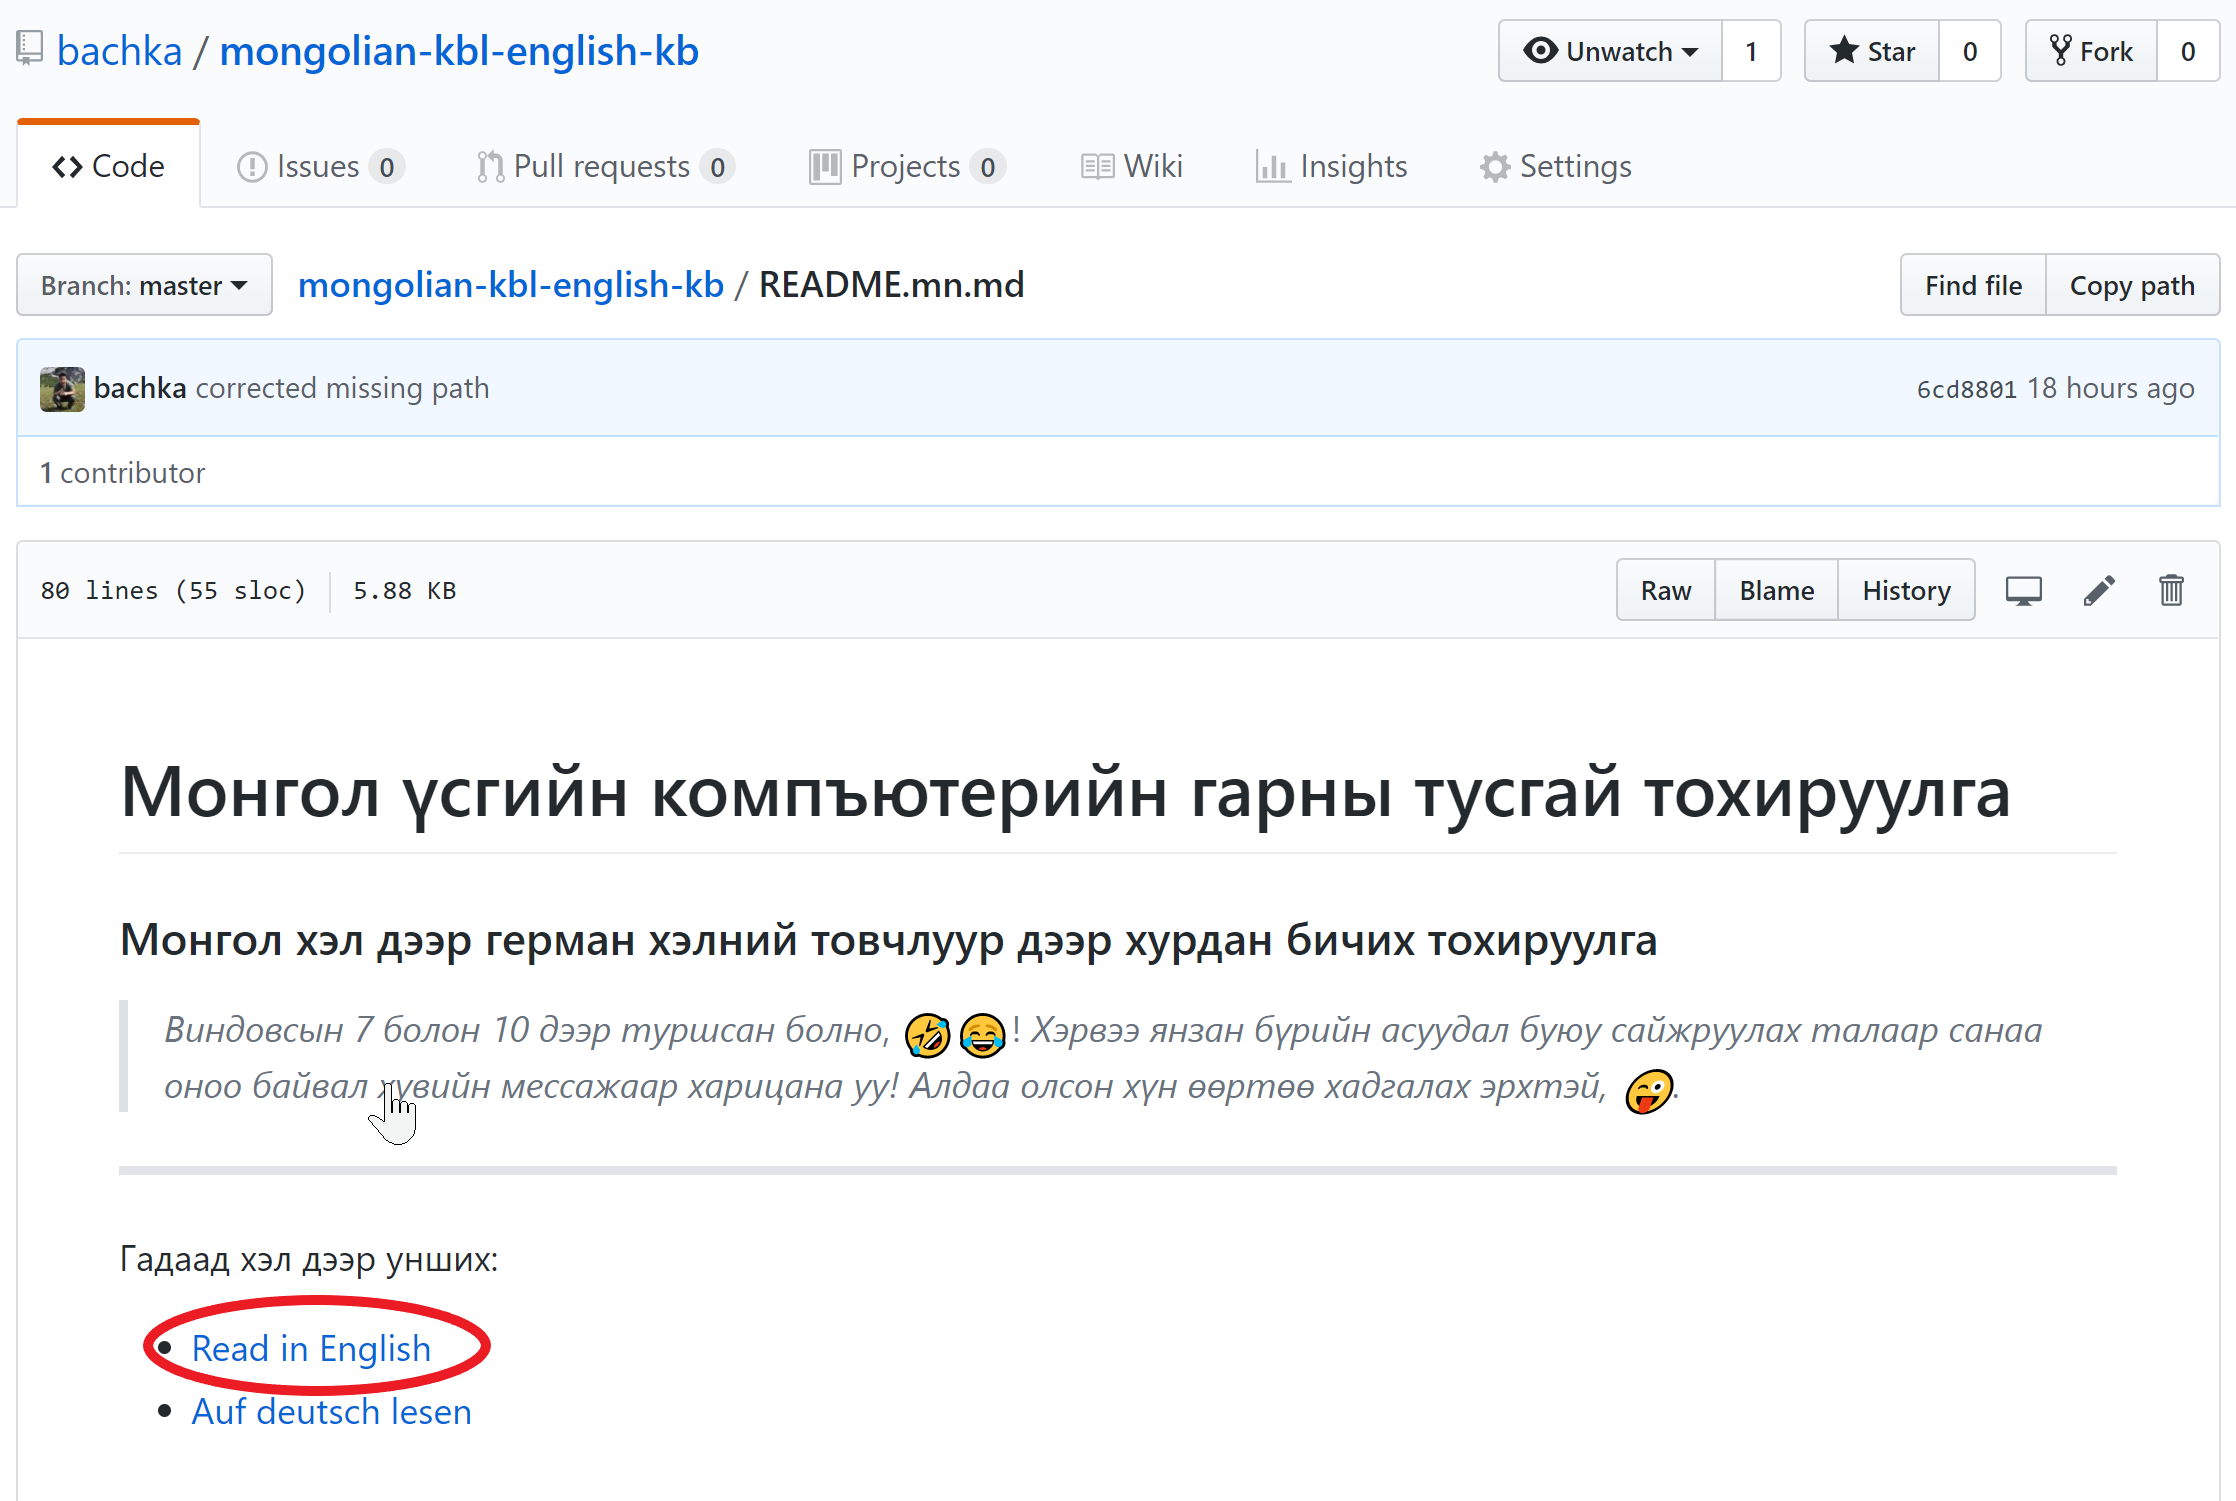 bachka / mongolian-kbl-english-kb
Unwatch 1 Star 0 Fork 0
Code Issues 0 Pull requests 0 Projects 0 Wiki Insights Settings
Branch: master mongolian-kbl-english-kb / README.mn.md Find file Copy path
bachka corrected missing path 6cd8801 18 hours ago
1 contributor
80 lines (55 sloc) 5.88 KB Raw Blame History
Монгол үсгийн компъютерийн гарны тусгай тохируулга
Монгол хэл дээр герман хэлний товчлуур дээр хурдан бичих тохируулга
Виндовсын 7 болон 10 дээр туршсан болно, 🤣😂! Хэрвээ янзан бүрийн асуудал буюу сайжруулах талаар санаа
оноо байвал хувийн мессажаар харицана уу! Алдаа олсон хүн өөртөө хадгалах эрхтэй, 😜.
Гадаад хэл дээр унших:
• Read in English
• Auf deutsch lesen